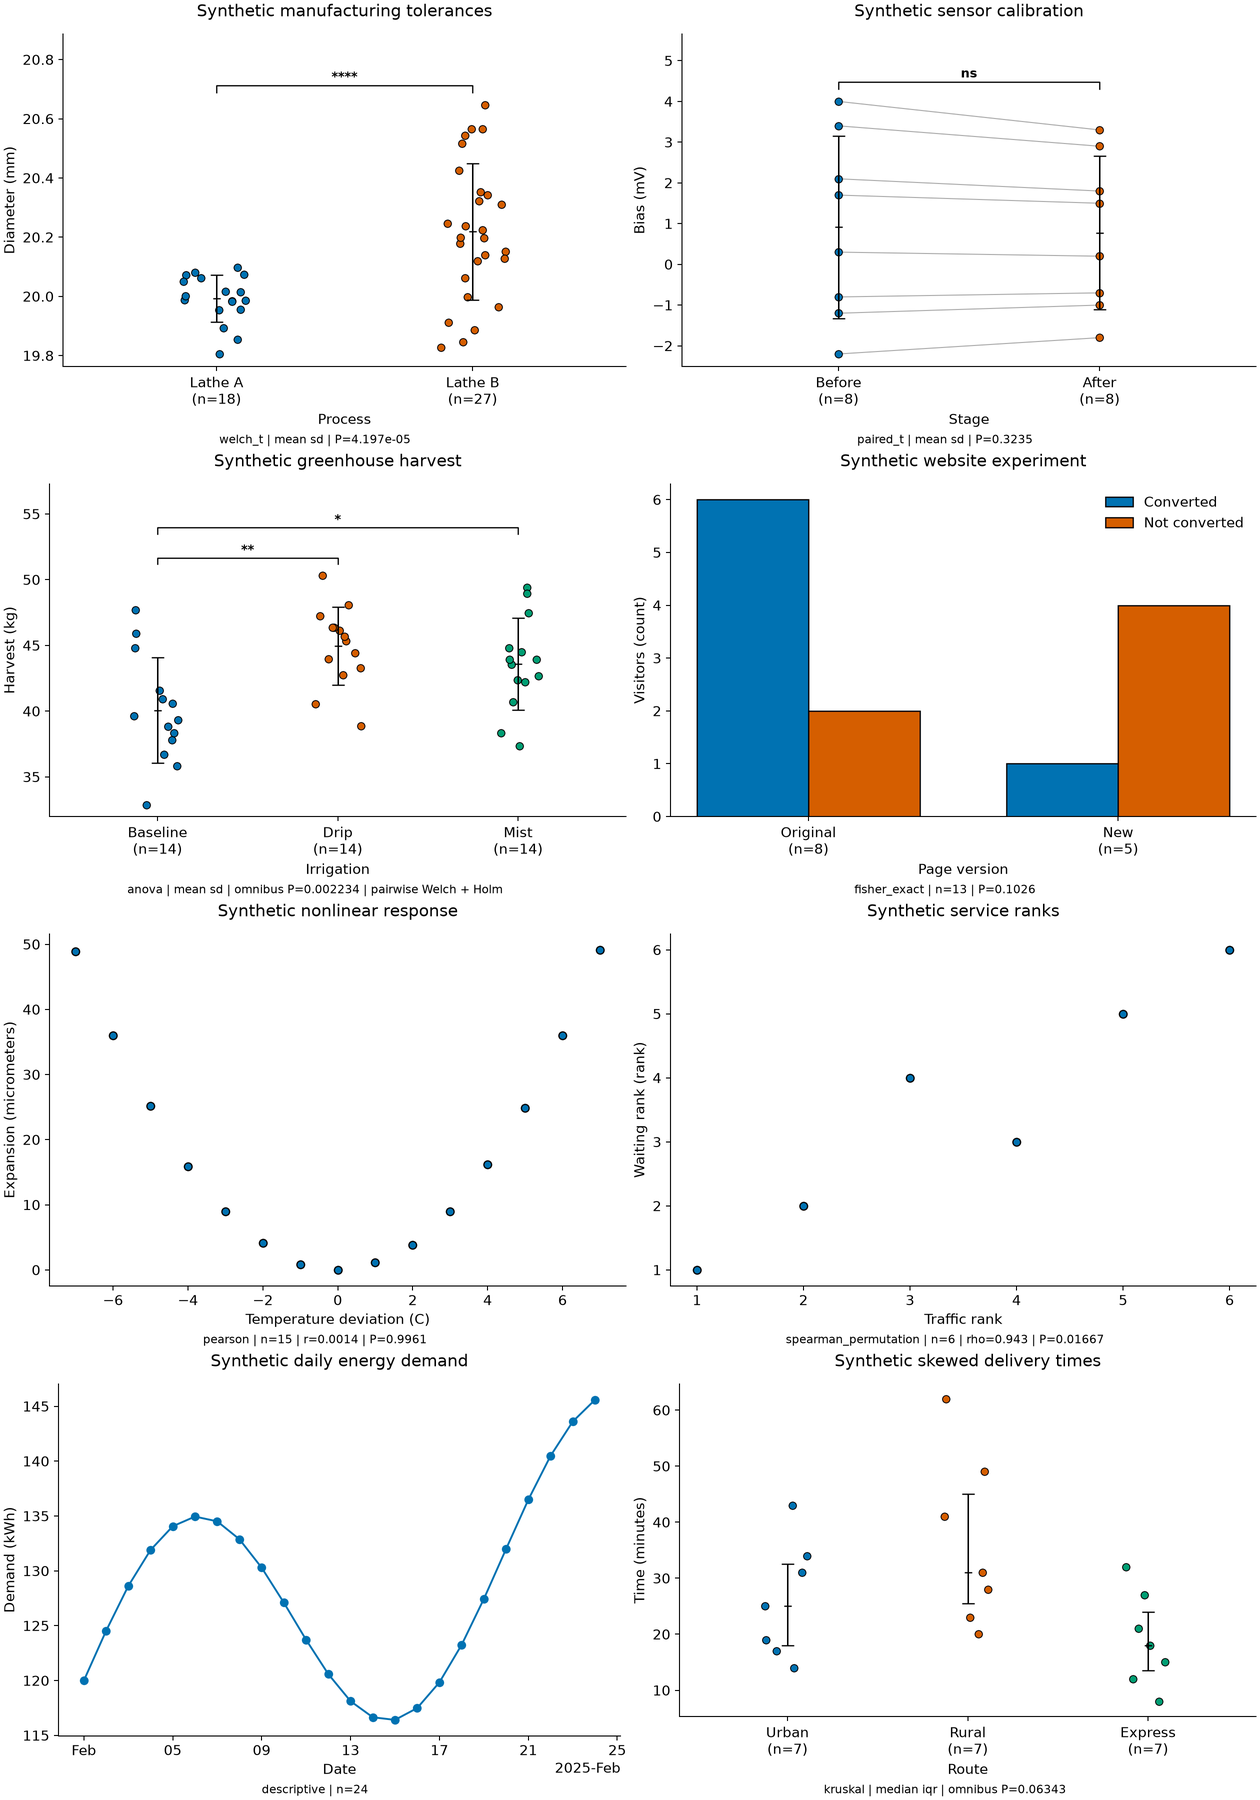 Synthetic manufacturing tolerances
20.8
20.6
20.4
20.2
20.0
19.8
Diameter (mm)
****
Lathe A
(n=18)
Lathe B
(n=27)
Process
welch_t | mean sd | P=4.197e-05
Synthetic sensor calibration
5
4
3
2
1
0
−1
−2
Bias (mV)
ns
Before
(n=8)
After
(n=8)
Stage
paired_t | mean sd | P=0.3235
Synthetic greenhouse harvest
55
50
45
40
35
Harvest (kg)
*
**
Baseline
(n=14)
Drip
(n=14)
Mist
(n=14)
Irrigation
anova | mean sd | omnibus P=0.002234 | pairwise Welch + Holm
Synthetic website experiment
6
5
4
3
2
1
0
Visitors (count)
Converted
Not converted
Original
(n=8)
New
(n=5)
Page version
fisher_exact | n=13 | P=0.1026
Synthetic nonlinear response
50
40
30
20
10
0
Expansion (micrometers)
−6 −4 −2 0 2 4 6
Temperature deviation (C)
pearson | n=15 | r=0.0014 | P=0.9961
Synthetic service ranks
6
5
4
3
2
1
Waiting rank (rank)
1 2 3 4 5 6
Traffic rank
spearman_permutation | n=6 | rho=0.943 | P=0.01667
Synthetic daily energy demand
145
140
135
130
125
120
115
Demand (kWh)
Feb 05 09 13 17 21 25
Date
2025-Feb
descriptive | n=24
Synthetic skewed delivery times
60
50
40
30
20
10
Time (minutes)
Urban
(n=7)
Rural
(n=7)
Express
(n=7)
Route
kruskal | median iqr | omnibus P=0.06343